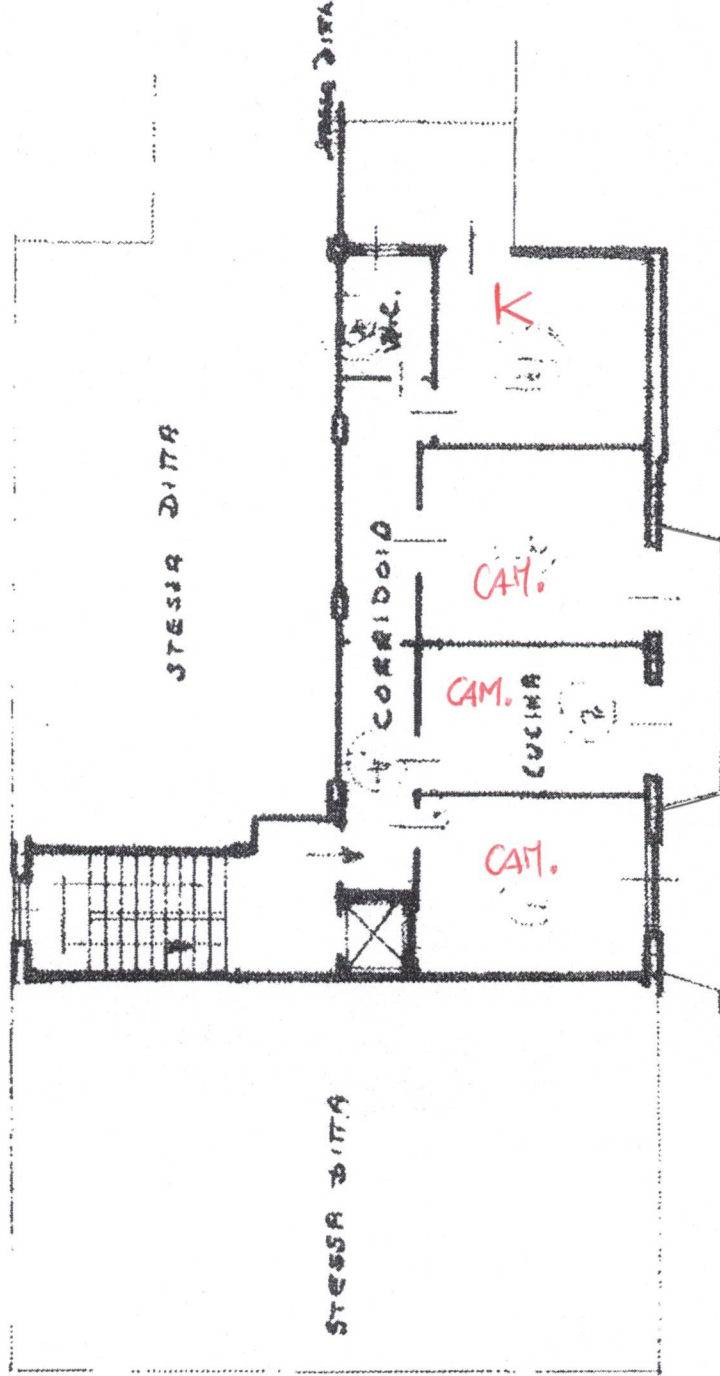 STESSA DITTA
W.C.
K
STESSA DITTA
CORRIDOIO
CAM.
CAM.
CUCINA
CAM.
STESSA DITTA